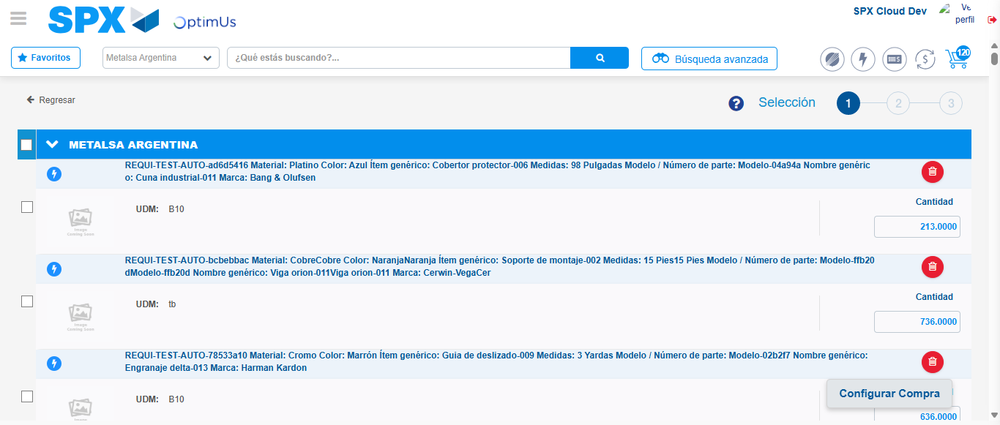 SPX
OptimUs
SPX Cloud Dev
perfil
Favoritos
Metalsa Argentina
¿Qué estás buscando?...
Búsqueda avanzada
120
Regresar
Selección
1
2
3
METALSA ARGENTINA
REQUI-TEST-AUTO-ad6d5416 Material: Platino Color: Azul Ítem genérico: Cobertor protector-006 Medidas: 98 Pulgadas Modelo / Número de parte: Modelo-04a94a Nombre genéric
o: Cuna industrial-011 Marca: Bang & Olufsen
Cantidad
UDM: B10
Image
Coming Soon
213.0000
REQUI-TEST-AUTO-bcbebbac Material: CobreCobre Color: NaranjaNaranja Ítem genérico: Soporte de montaje-002 Medidas: 15 Pies15 Pies Modelo / Número de parte: Modelo-ffb20
dModelo-ffb20d Nombre genérico: Viga orion-011Viga orion-011 Marca: Cerwin-VegaCer
Cantidad
UDM: tb
Image
Coming Soon
736.0000
REQUI-TEST-AUTO-78533a10 Material: Cromo Color: Marrón Ítem genérico: Guia de deslizado-009 Medidas: 3 Yardas Modelo / Número de parte: Modelo-02b2f7 Nombre genérico:
Engranaje delta-013 Marca: Harman Kardon
Configurar Compra
UDM: B10
636.0000